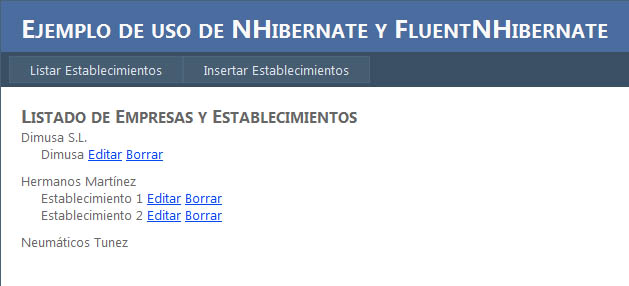 Ejemplo de uso de NHibernate y FluentNHibernate
Listar Establecimientos Insertar Establecimientos
Listado de Empresas y Establecimientos
Dimusa S.L.
Dimusa Editar Borrar
Hermanos Martínez
Establecimiento 1 Editar Borrar
Establecimiento 2 Editar Borrar
Neumáticos Tunez